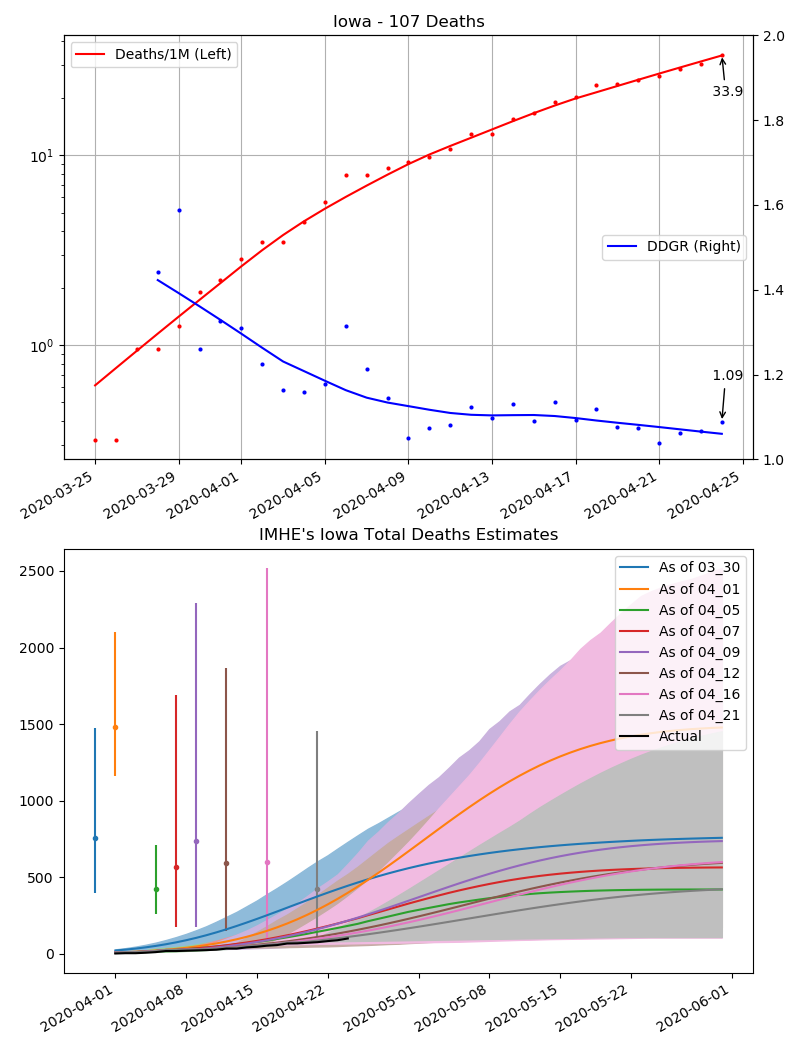 Iowa - 107 Deaths
Deaths/1M (Left)
DDGR (Right)
33.9
1.09
10¹
10⁰
2.0
1.8
1.6
1.4
1.2
1.0
2020-03-25
2020-03-29
2020-04-01
2020-04-05
2020-04-09
2020-04-13
2020-04-17
2020-04-21
2020-04-25
IMHE's Iowa Total Deaths Estimates
2500
2000
1500
1000
500
0
As of 03_30
As of 04_01
As of 04_05
As of 04_07
As of 04_09
As of 04_12
As of 04_16
As of 04_21
Actual
2020-04-01
2020-04-08
2020-04-15
2020-04-22
2020-05-01
2020-05-08
2020-05-15
2020-05-22
2020-06-01